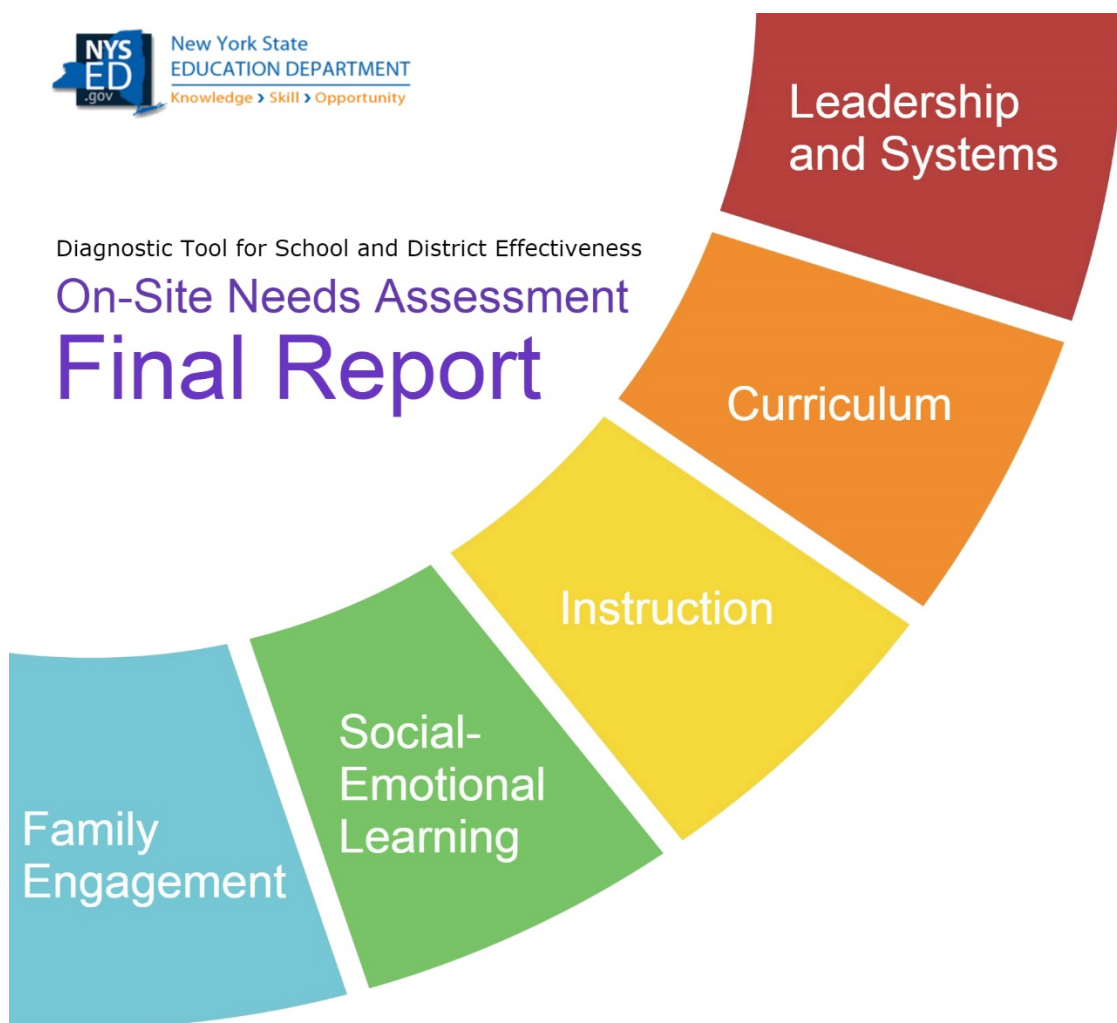 NYS
ED
.gov
New York State
EDUCATION DEPARTMENT
Knowledge > Skill > Opportunity
Diagnostic Tool for School and District Effectiveness
On-Site Needs Assessment
Final Report
Leadership
and Systems
Curriculum
Instruction
Social-
Emotional
Learning
Family
Engagement